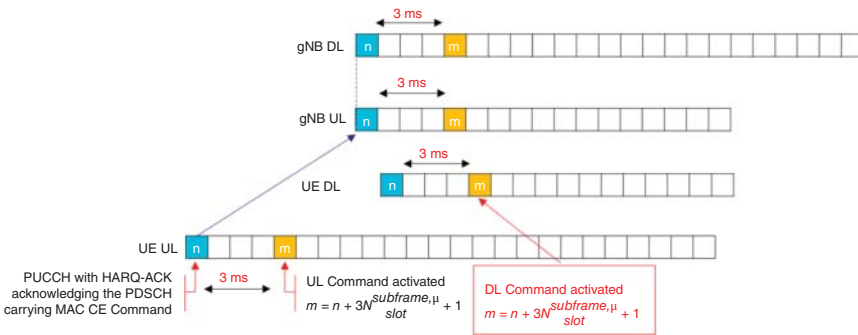 3 ms
gNB DL n m
3 ms
gNB UL n m
3 ms
UE DL n m
UE UL n m
PUCCH with HARQ-ACK
acknowledging the PDSCH
carrying MAC CE Command
3 ms
UL Command activated
m = n + 3N^{subframe,μ}_{slot} + 1
DL Command activated
m = n + 3N^{subframe,μ}_{slot} + 1